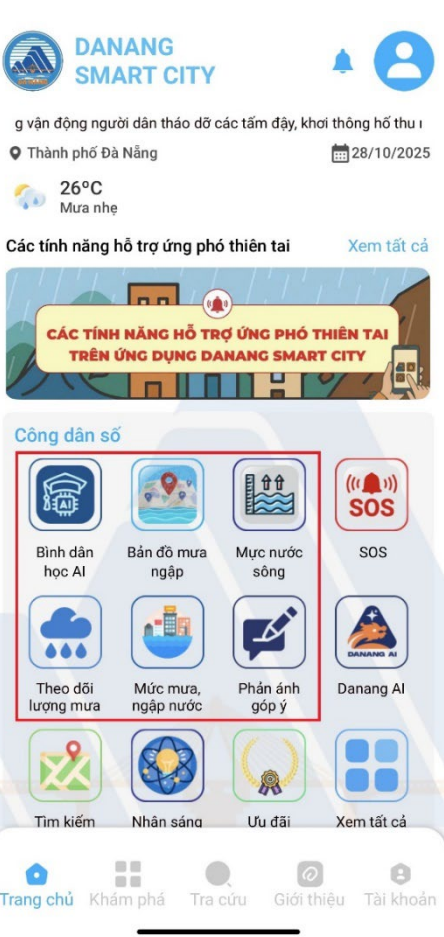 DANANG
SMART CITY
g vận động người dân tháo dỡ các tấm đậy, khơi thông hố thu
Thành phố Đà Nẵng
28/10/2025
26°C
Mưa nhẹ
Các tính năng hỗ trợ ứng phó thiên tai
Xem tất cả
CÁC TÍNH NĂNG HỖ TRỢ ỨNG PHÓ THIÊN TAI
TRÊN ỨNG DỤNG DANANG SMART CITY
Công dân số
AI
SOS
Bình dân
học AI
Bản đồ mưa
ngập
Mực nước
sông
SOS
DANANG AI
Theo dõi
lượng mưa
Mức mưa,
ngập nước
Phản ánh
góp ý
Danang AI
Tìm kiếm
Nhân sáng
Ưu đãi
Xem tất cả
Trang chủ
Khám phá
Tra cứu
Giới thiệu
Tài khoản